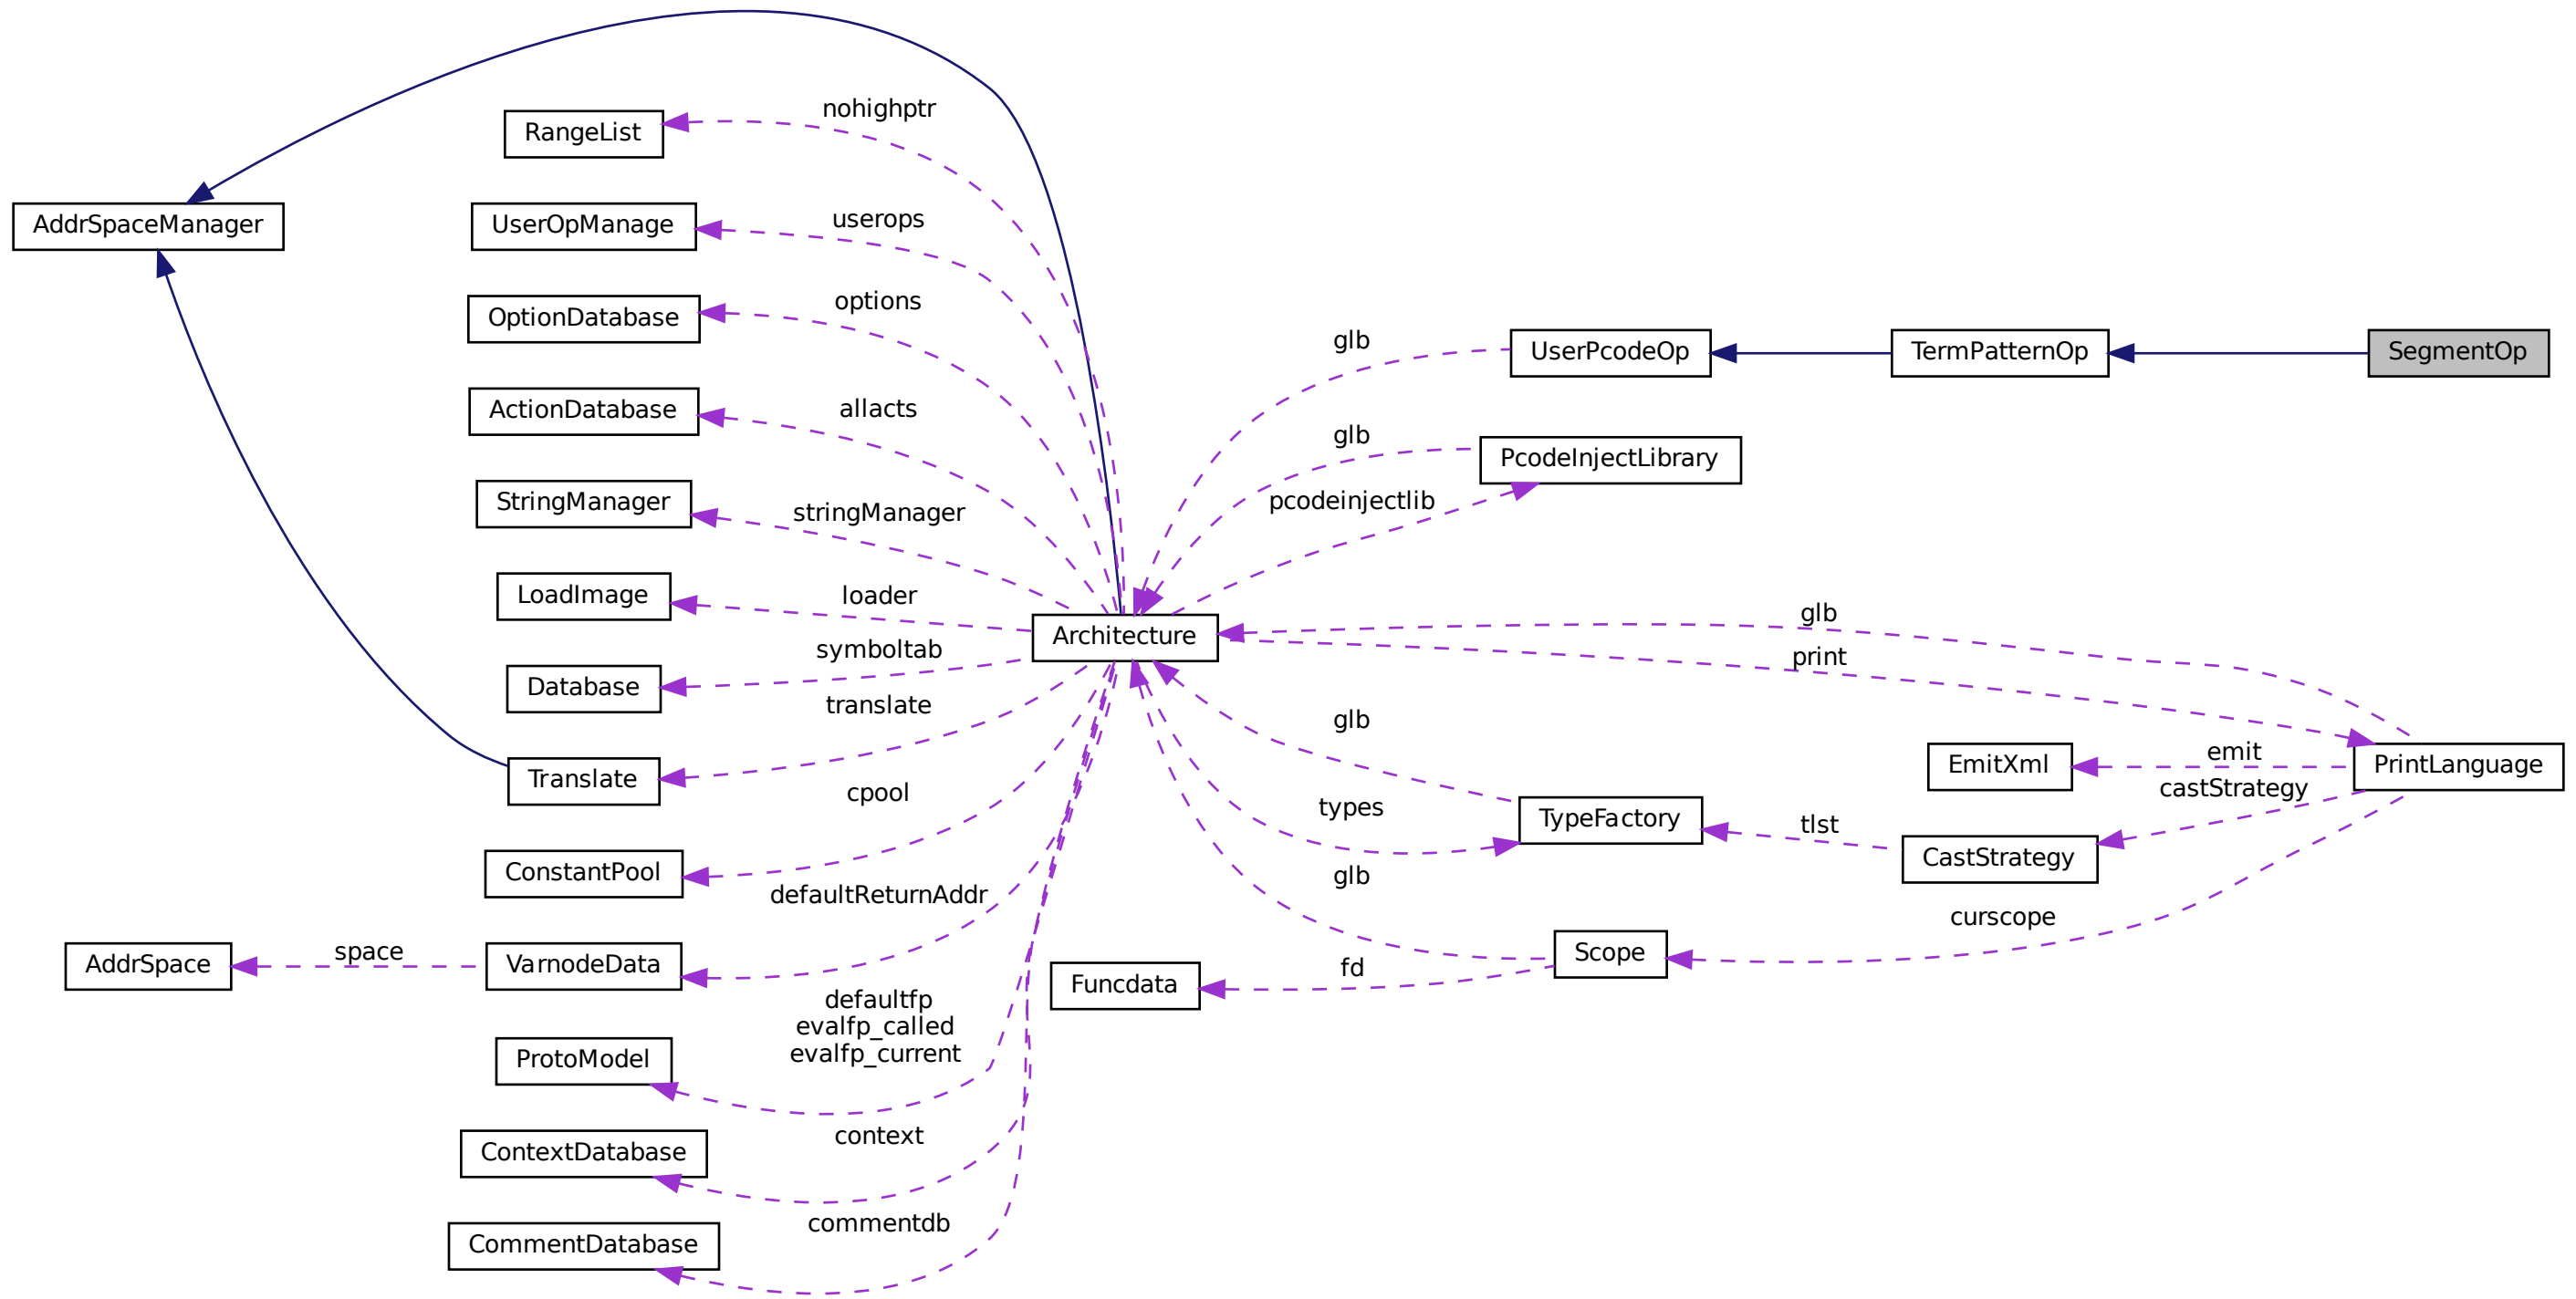 nohighptr
RangeList
AddrSpaceManager
UserOpManage
userops
options
OptionDatabase
glb
UserPcodeOp
TermPatternOp
SegmentOp
ActionDatabase
allacts
glb
PcodeInjectLibrary
pcodeinjectlib
StringManager
stringManager
LoadImage
loader
Architecture
glb
symboltab
print
Database
translate
glb
Translate
EmitXml
emit
PrintLanguage
castStrategy
cpool
types
TypeFactory
tlst
CastStrategy
ConstantPool
glb
defaultReturnAddr
curscope
AddrSpace
space
VarnodeData
Scope
fd
Funcdata
defaultfp
evalfp_called
evalfp_current
ProtoModel
context
ContextDatabase
commentdb
CommentDatabase